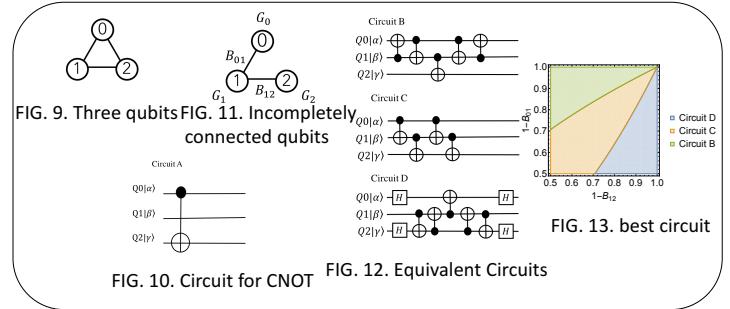 0
1 2
FIG. 9. Three qubits
G0
0
B01
1 2
G1 B12 G2
FIG. 11. Incompletely
connected qubits
Circuit A
Q0|α⟩
Q1|β⟩
Q2|γ⟩
FIG. 10. Circuit for CNOT
Circuit B
Q0|α⟩
Q1|β⟩
Q2|γ⟩
Circuit C
Q0|α⟩
Q1|β⟩
Q2|γ⟩
Circuit D
Q0|α⟩ H H
Q1|β⟩
Q2|γ⟩ H H
FIG. 12. Equivalent Circuits
1-B01
1.0
0.9
0.8
0.7
0.6
0.5
0.5 0.6 0.7 0.8 0.9 1.0
1-B12
Circuit D
Circuit C
Circuit B
FIG. 13. best circuit